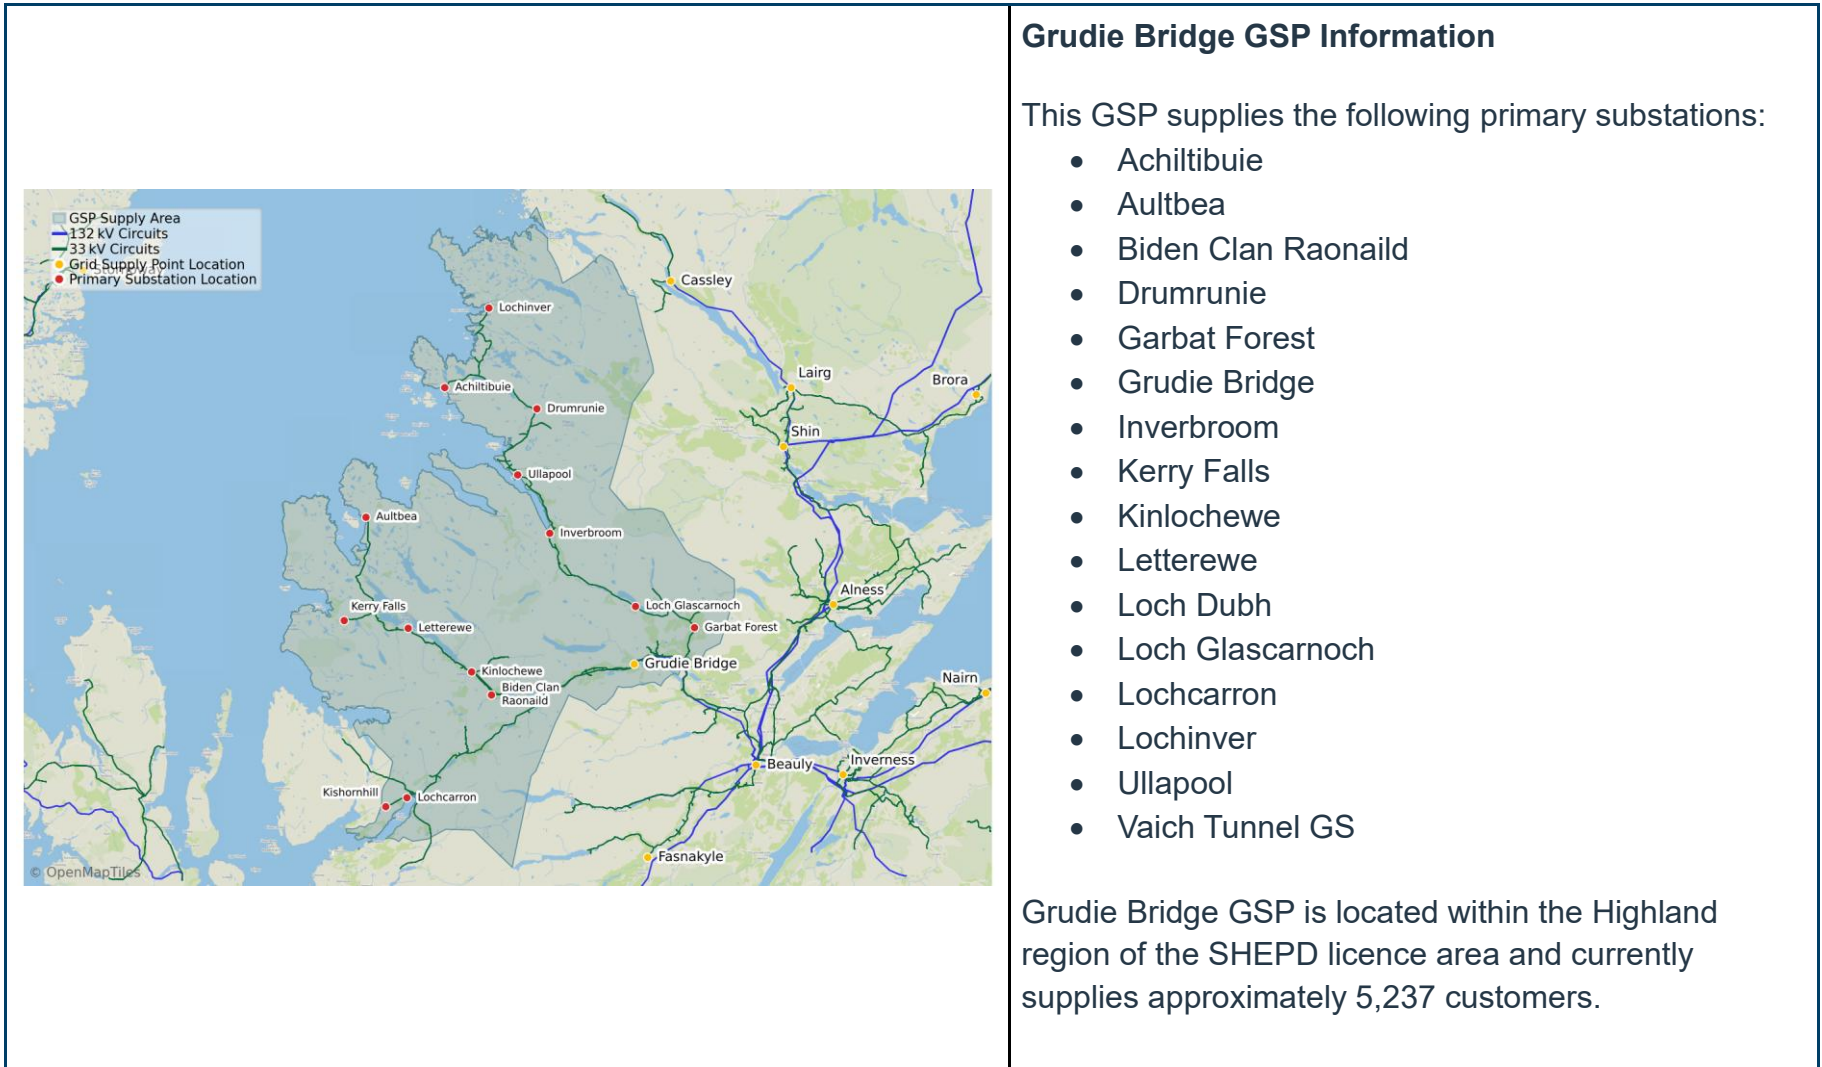 GSP Supply Area
132 kV Circuits
33 kV Circuits
Grid Supply Point Location
Primary Substation Location
Stornoway
Cassley
Lochinver
Lairg
Achiltibuie
Brora
Drumrunie
Shin
Ullapool
Aultbea
Inverbroom
Alness
Kerry Falls
Loch Glascarnoch
Letterewe
Garbat Forest
Grudie Bridge
Kinlochewe
Nairn
Biden Clan
Raonaild
Inverness
Beauly
Kishornhill
Lochcarron
Fasnakyle
© OpenMapTiles
Grudie Bridge GSP Information
This GSP supplies the following primary substations:
• Achiltibuie
• Aultbea
• Biden Clan Raonaild
• Drumrunie
• Garbat Forest
• Grudie Bridge
• Inverbroom
• Kerry Falls
• Kinlochewe
• Letterewe
• Loch Dubh
• Loch Glascarnoch
• Lochcarron
• Lochinver
• Ullapool
• Vaich Tunnel GS
Grudie Bridge GSP is located within the Highland
region of the SHEPD licence area and currently
supplies approximately 5,237 customers.